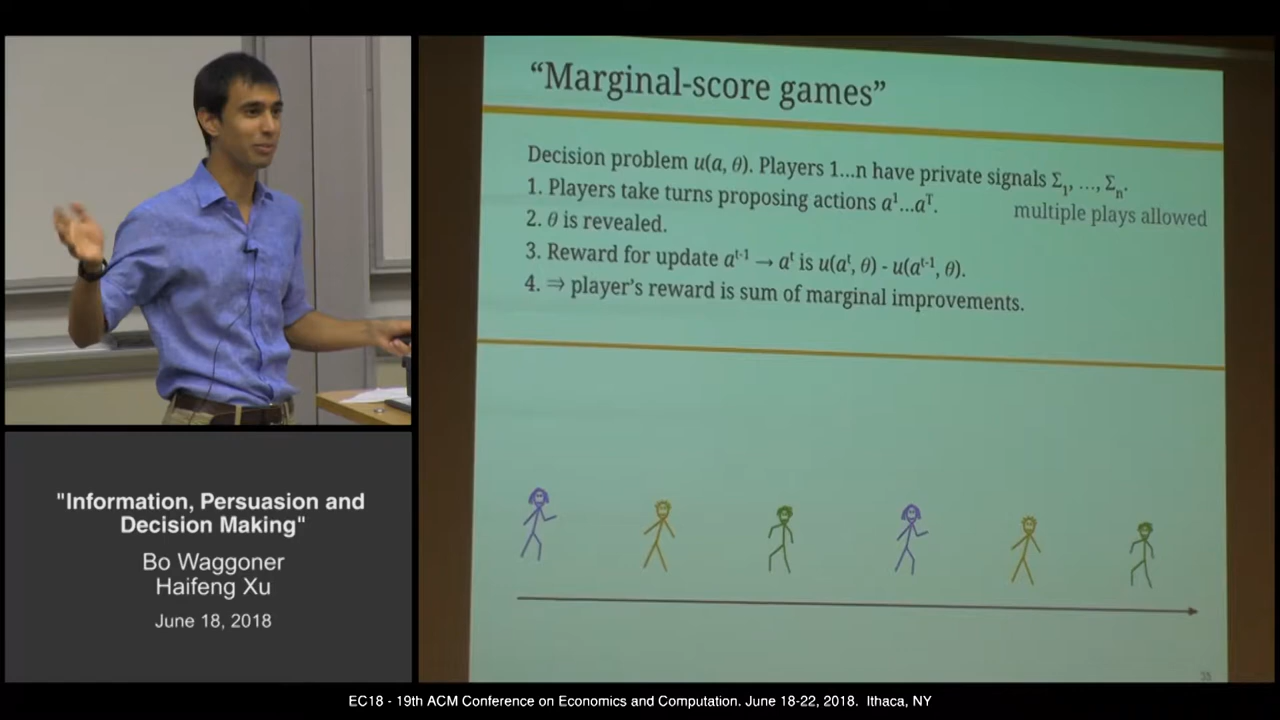 “Marginal-score games”
Decision problem u(a, θ). Players 1...n have private signals Σ₁, ..., Σₙ.
1. Players take turns proposing actions a¹...aᵀ.
multiple plays allowed
2. θ is revealed.
3. Reward for update aᵗ⁻¹ → aᵗ is u(aᵗ, θ) - u(aᵗ⁻¹, θ).
4. ⇒ player’s reward is sum of marginal improvements.
"Information, Persuasion and
Decision Making"
Bo Waggoner
Haifeng Xu
June 18, 2018
EC18 - 19th ACM Conference on Economics and Computation. June 18-22, 2018. Ithaca, NY